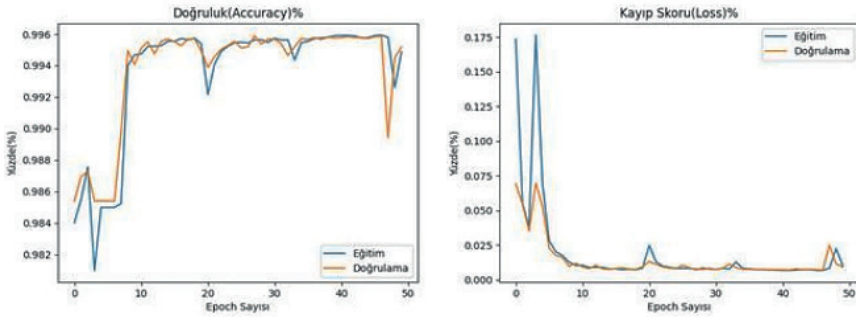 Doğruluk(Accuracy)%
0.996
0.994
0.992
0.990
0.988
0.986
0.984
0.982
Yüzde(%)
Eğitim
Doğrulama
0 10 20 30 40 50
Epoch Sayısı
Kayıp Skoru(Loss)%
0.175
0.150
0.125
0.100
0.075
0.050
0.025
0.000
Yüzde(%)
Eğitim
Doğrulama
0 10 20 30 40 50
Epoch Sayısı